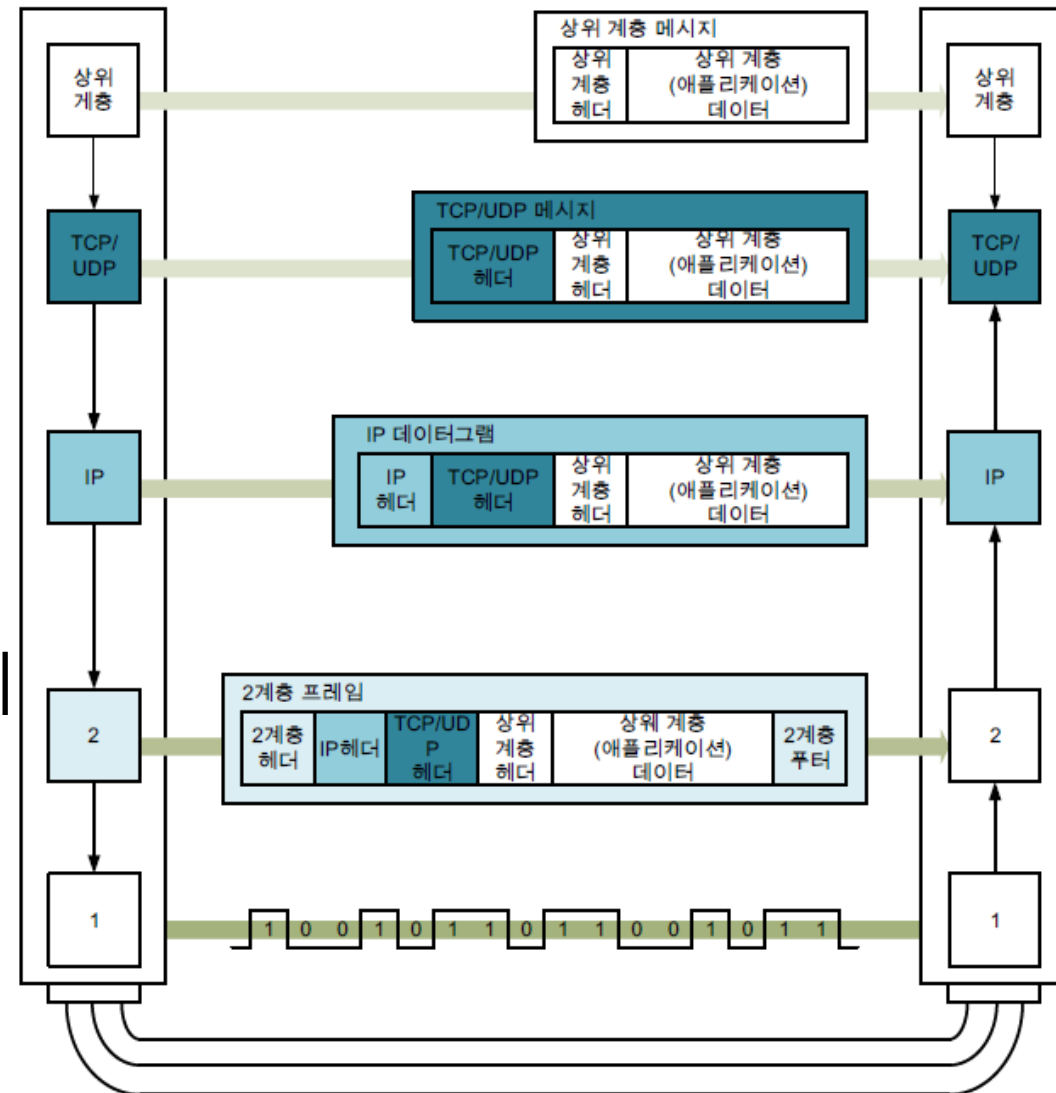 상위 계층 메시지
상위
게층
상위
계층
헤더
상위 계층
(애플리케이션)
데이터
상위
계층
TCP/UDP 메시지
TCP/
UDP
TCP/UDP
헤더
상위
계층
헤더
상위 계층
(애플리케이션)
데이터
TCP/
UDP
IP 데이터그램
IP
IP
헤더
TCP/UDP
헤더
상위
계층
헤더
상위 계층
(애플리케이션)
데이터
IP
2계층 프레임
2
2계층
헤더
IP헤더
TCP/UD
P
헤더
상위
계층
헤더
상웨 계층
(애플리케이션)
데이터
2계층
푸터
2
1
1 0 0 1 0 1 1 0 1 1 0 0 1 0 1 1
1